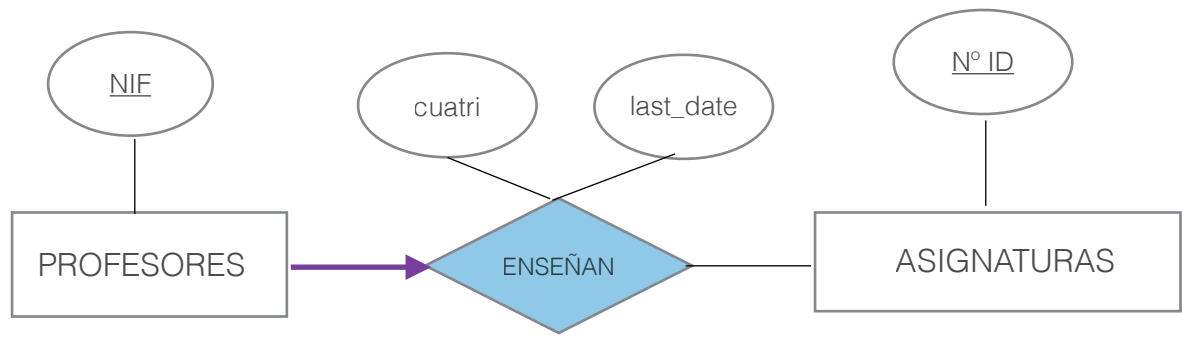 NIF
cuatri
last_date
Nº ID
PROFESORES
ENSEÑAN
ASIGNATURAS